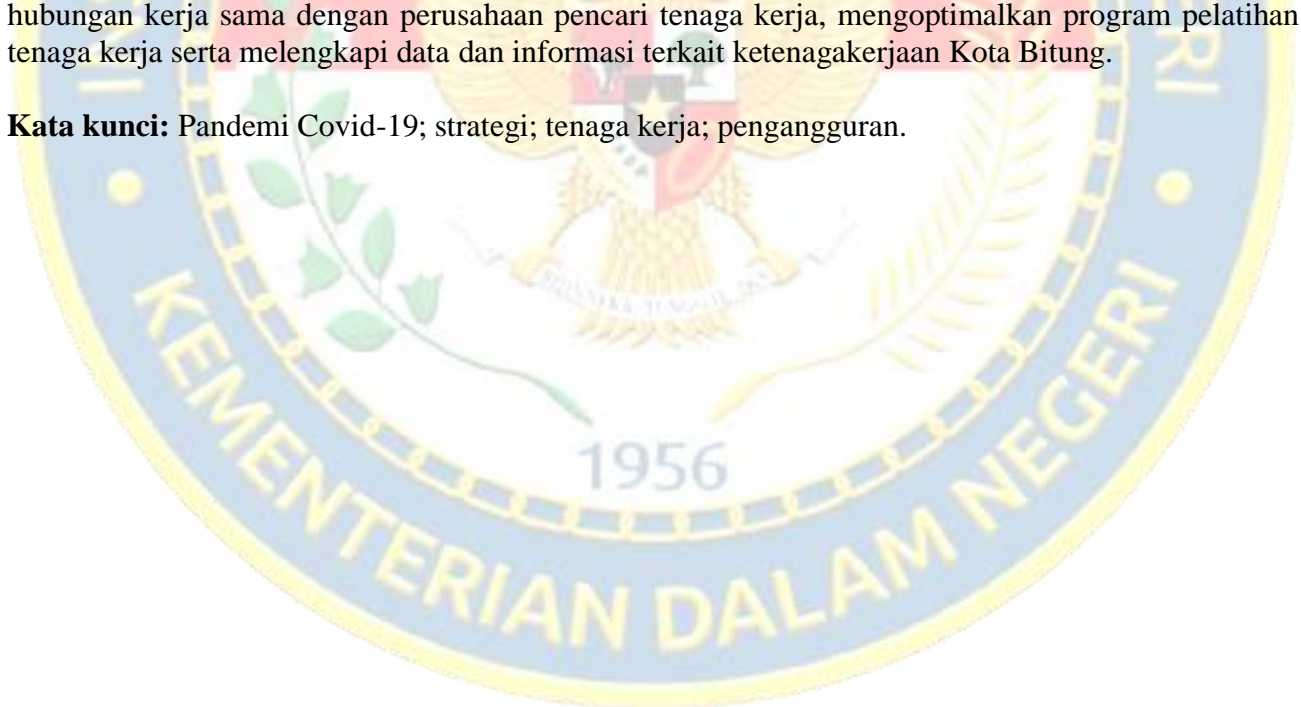 hubungan kerja sama dengan perusahaan pencari tenaga kerja, mengoptimalkan program pelatihan
tenaga kerja serta melengkapi data dan informasi terkait ketenagakerjaan Kota Bitung.
Kata kunci: Pandemi Covid-19; strategi; tenaga kerja; pengangguran.
1956
KEMENTERIAN DALAM NEGERI